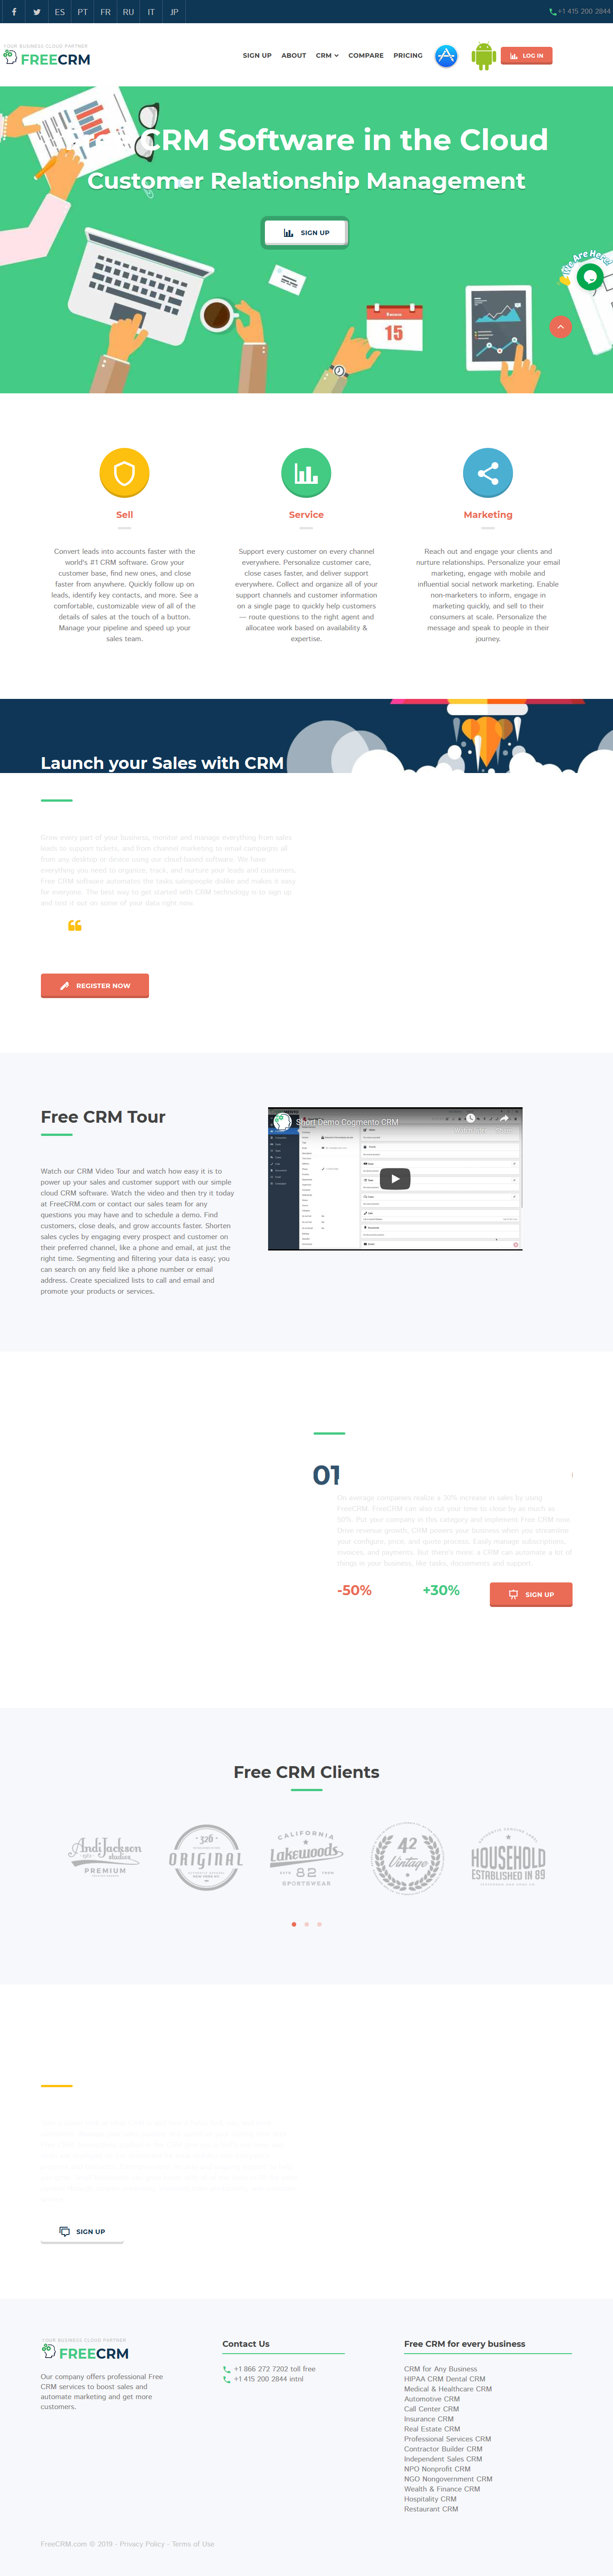 ES PT FR RU IT JP
+1 415 200 2844
YOUR BUSINESS CLOUD PARTNER
FREECRM
SIGN UP ABOUT CRM COMPARE PRICING
LOG IN
CRM Software in the Cloud
Customer Relationship Management
SIGN UP
We Are Here!
15
Sell
Convert leads into accounts faster with the
world's #1 CRM software. Grow your
customer base, find new ones, and close
faster from anywhere. Quickly follow up on
leads, identify key contacts, and more. See a
comfortable, customizable view of all of the
details of sales at the touch of a button.
Manage your pipeline and speed up your
sales team.
Service
Support every customer on every channel
everywhere. Personalize customer care,
close cases faster, and deliver support
everywhere. Collect and organize all of your
support channels and customer information
on a single page to quickly help customers
— route questions to the right agent and
allocatee work based on availability &
expertise.
Marketing
Reach out and engage your clients and
nurture relationships. Personalize your email
marketing, engage with mobile and
influential social network marketing. Enable
non-marketers to inform, engage in
marketing quickly, and sell to their
consumers at scale. Personalize the
message and speak to people in their
journey.
Launch your Sales with CRM
Grow every part of your business, monitor and manage everything from sales
leads to support tickets, and from channel marketing to email campaigns all
from any desktop or device using our cloud based software. We have
everything you need to organize, track, and nurture your leads and customers.
Free CRM software automates the tasks salespeople dislike and makes it easy
for everyone. The best way to get started with CRM technology is to sign up
and test it out on some of your data right now.
REGISTER NOW
Free CRM Tour
Watch our CRM Video Tour and watch how easy it is to
power up your sales and customer support with our simple
cloud CRM software. Watch the video and then try it today
at FreeCRM.com or contact our sales team for any
questions you may have and to schedule a demo. Find
customers, close deals, and grow accounts faster. Shorten
sales cycles by engaging every prospect and customer on
their preferred channel, like a phone and email, at just the
right time. Segmenting and filtering your data is easy; you
can search on any field like a phone number or email
address. Create specialized lists to call and email and
promote your products or services.
Short Demo Cogmento CRM
01
On average companies realize a 30% increase in sales by using
FreeCRM. FreeCRM can also cut your time to close by as much as
50%. Put your company in this category and implement Free CRM now.
Drive revenue growth, CRM powers your business when you streamline
your configure, price, and quote process. Easily manage subscriptions,
invoices, and payments. But there's more: a CRM can automate a lot of
things in your business, like tasks, documents and support.
-50%
+30%
SIGN UP
Free CRM Clients
AndiJackson
studios
PREMIUM
326
ORIGINAL
CALIFORNIA
Lakewoods
82
SPORTSWEAR
42
Vintage
HOUSEHOLD
ESTABLISHED IN 89
SIGN UP
YOUR BUSINESS CLOUD PARTNER
FREECRM
Our company offers professional Free
CRM services to boost sales and
automate marketing and get more
customers.
Contact Us
+1 866 272 7202 toll free
+1 415 200 2844 intnl
Free CRM for every business
CRM for Any Business
HIPAA CRM Dental CRM
Medical & Healthcare CRM
Automotive CRM
Call Center CRM
Insurance CRM
Real Estate CRM
Professional Services CRM
Contractor Builder CRM
Independent Sales CRM
NPO Nonprofit CRM
NGO Nongovernment CRM
Wealth & Finance CRM
Hospitality CRM
Restaurant CRM
FreeCRM.com © 2019 - Privacy Policy - Terms of Use